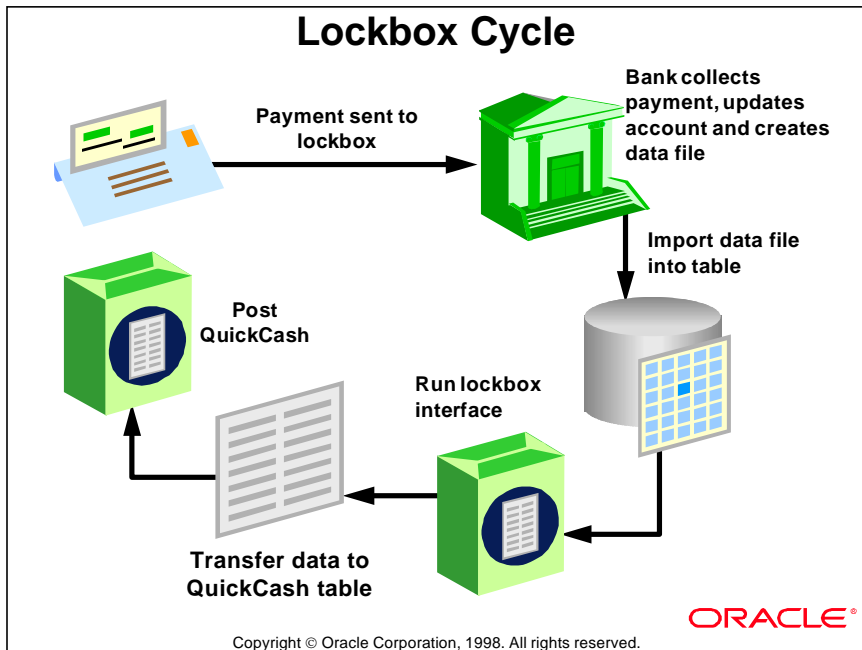 Lockbox Cycle
Payment sent to
lockbox
Bank collects
payment, updates
account and creates
data file
Import data file
into table
Run lockbox
interface
Transfer data to
QuickCash table
Post
QuickCash
ORACLE®
Copyright © Oracle Corporation, 1998. All rights reserved.